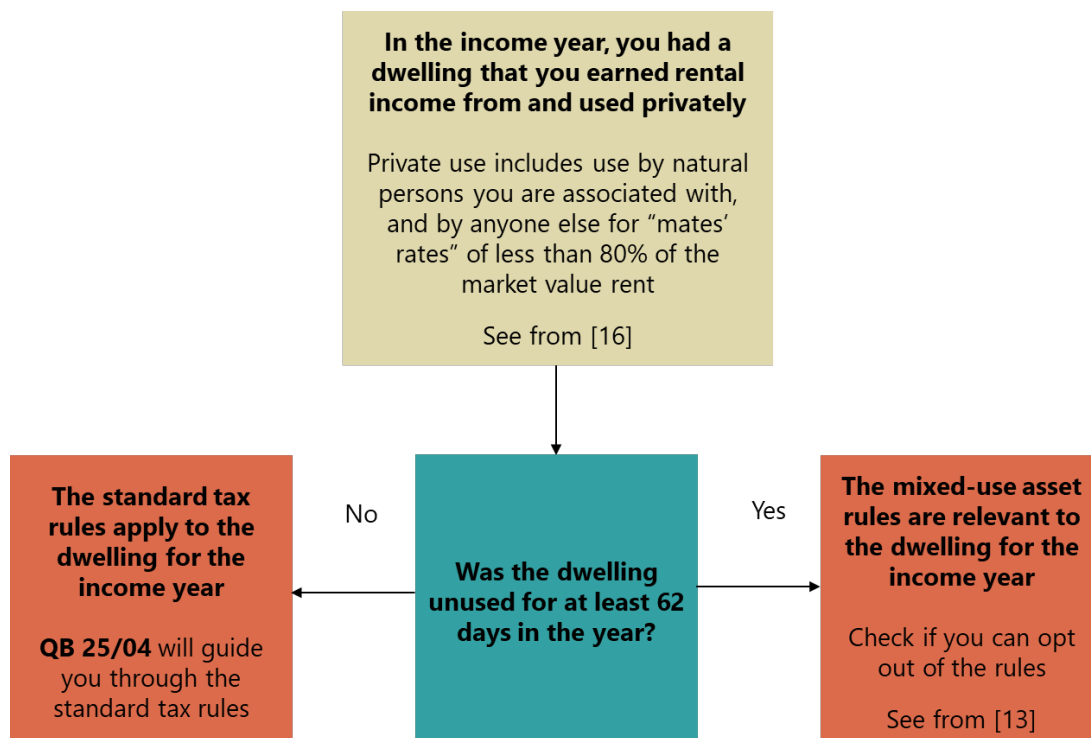 In the income year, you had a
dwelling that you earned rental
income from and used privately
Private use includes use by natural
persons you are associated with,
and by anyone else for “mates’
rates” of less than 80% of the
market value rent
See from [16]
The standard tax
rules apply to the
dwelling for the
income year
QB 25/04 will guide
you through the
standard tax rules
No
Was the dwelling
unused for at least 62
days in the year?
Yes
The mixed-use asset
rules are relevant to
the dwelling for the
income year
Check if you can opt
out of the rules
See from [13]